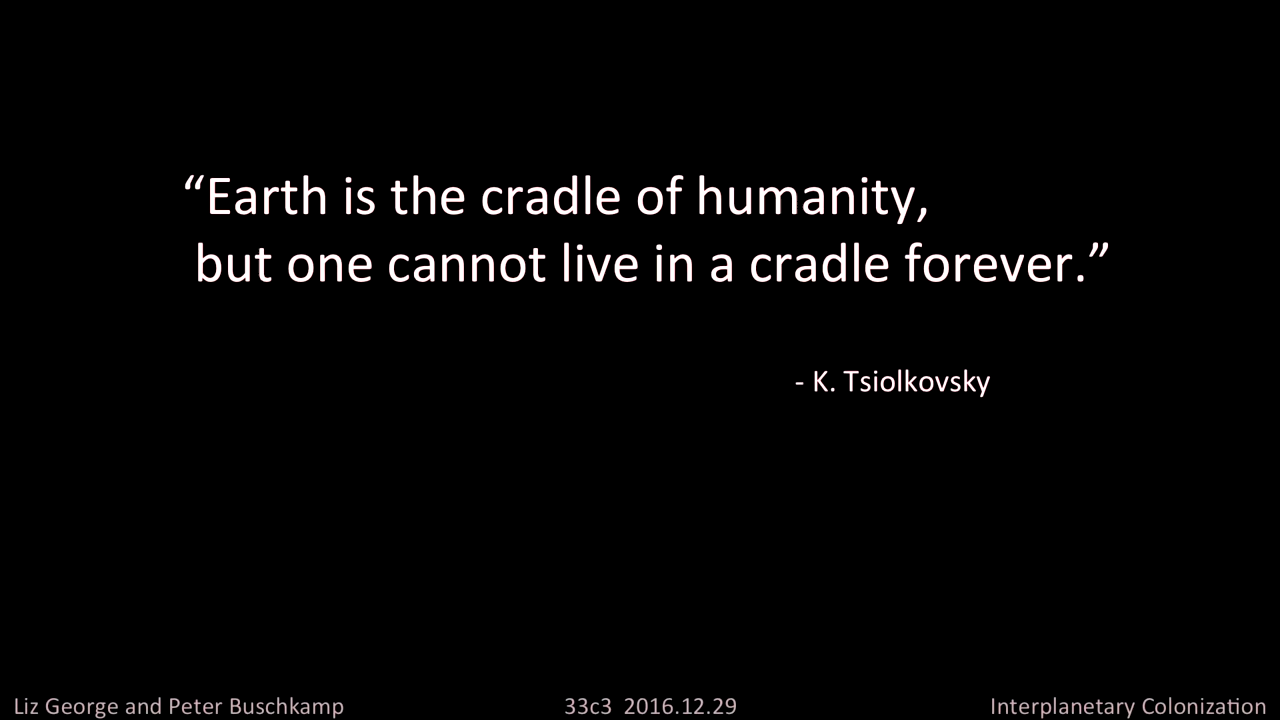 “Earth is the cradle of humanity,
but one cannot live in a cradle forever.”
- K. Tsiolkovsky
Liz George and Peter Buschkamp 33c3 2016.12.29 Interplanetary Colonization